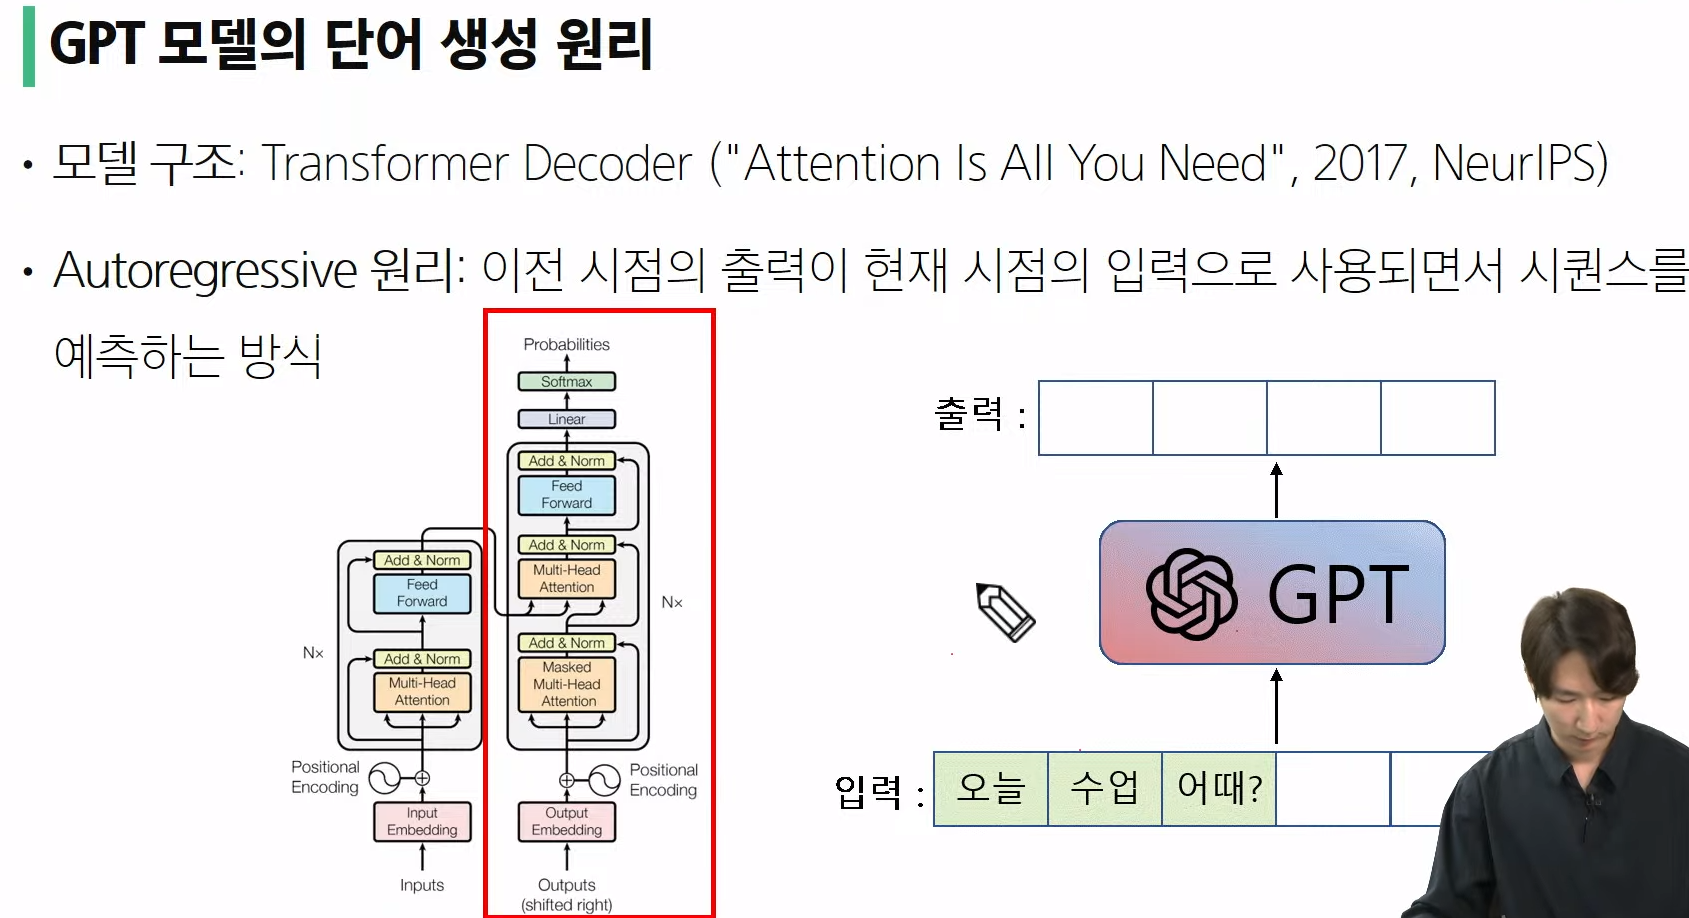 GPT 모델의 단어 생성 원리
• 모델 구조: Transformer Decoder ("Attention Is All You Need", 2017, NeurIPS)
• Autoregressive 원리: 이전 시점의 출력이 현재 시점의 입력으로 사용되면서 시퀀스를
예측하는 방식
Probabilities
Softmax
Linear
Add & Norm
Feed
Forward
Add & Norm
Multi-Head
Attention
Nx
Add & Norm
Masked
Multi-Head
Attention
Positional
Encoding
Output
Embedding
Outputs
(shifted right)
Add & Norm
Feed
Forward
Nx
Add & Norm
Multi-Head
Attention
Positional
Encoding
Input
Embedding
Inputs
출력 :
GPT
입력 : 오늘 수업 어때?